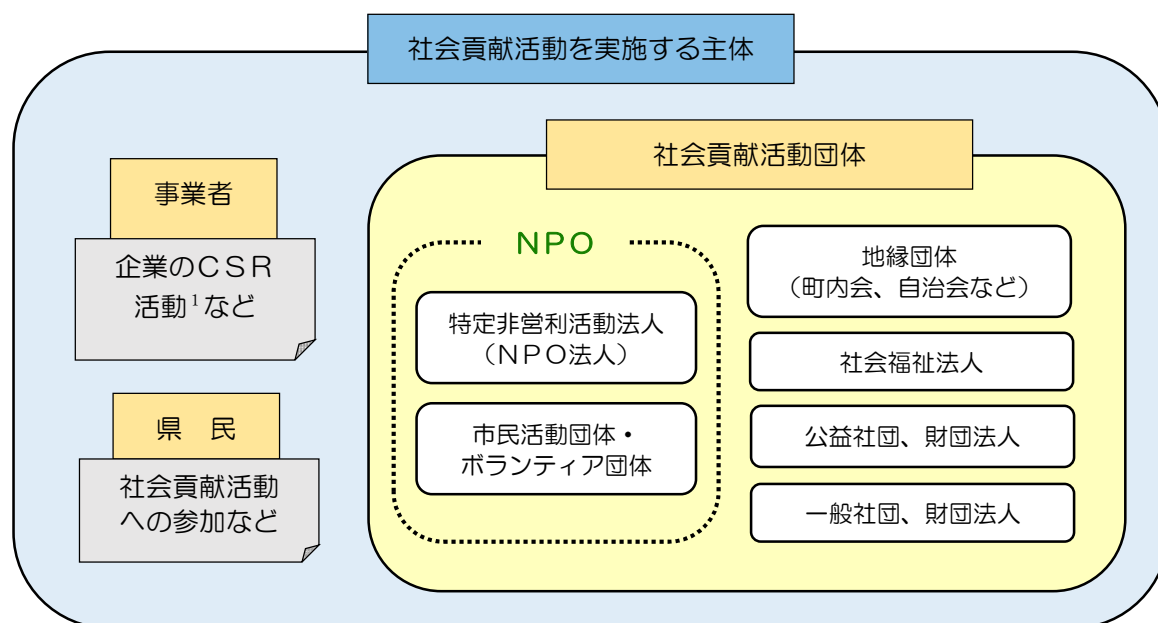 社会貢献活動を実施する主体
事業者
企業のCSR
活動¹など
県　民
社会貢献活動
への参加など
社会貢献活動団体
NPO
特定非営利活動法人
(NPO法人)
市民活動団体・
ボランティア団体
地縁団体
(町内会、自治会など)
社会福祉法人
公益社団、財団法人
一般社団、財団法人